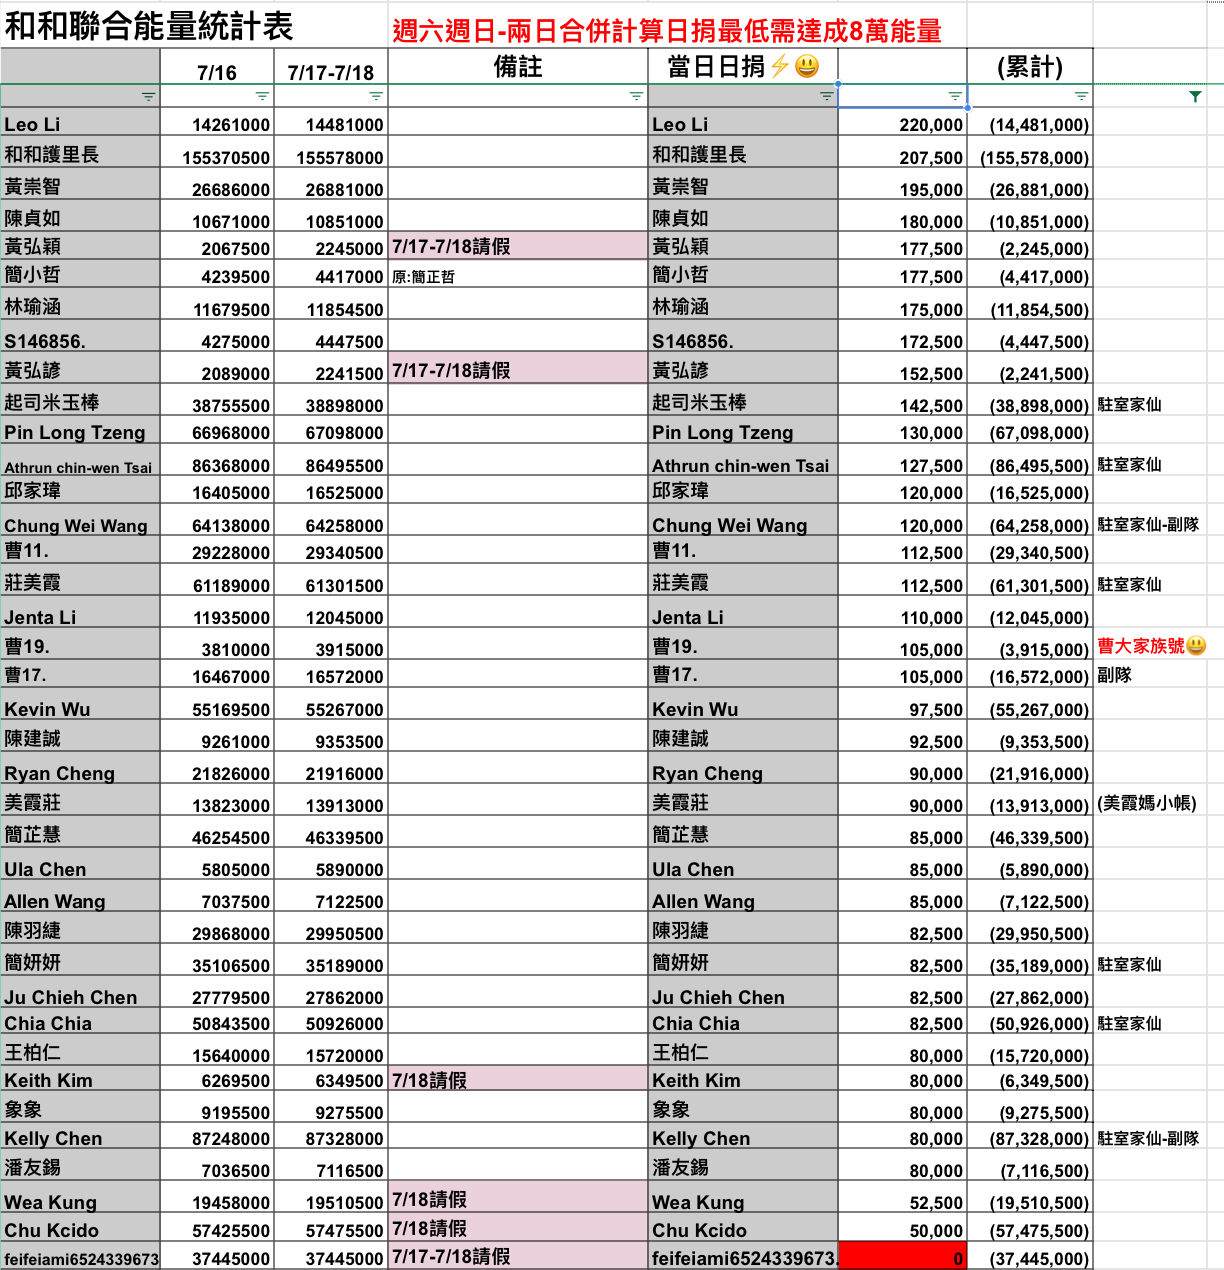 和和聯合能量統計表 週六週日-兩日合併計算日捐最低需達成8萬能量
7/16 7/17-7/18 備註 當日日捐⚡😃 (累計)
Leo Li 14261000 14481000 Leo Li 220,000 (14,481,000)
和和護里長 155370500 155578000 和和護里長 207,500 (155,578,000)
黃崇智 26686000 26881000 黃崇智 195,000 (26,881,000)
陳貞如 10671000 10851000 陳貞如 180,000 (10,851,000)
黃弘穎 2067500 2245000 7/17-7/18請假 黃弘穎 177,500 (2,245,000)
簡小哲 4239500 4417000 原:簡正哲 簡小哲 177,500 (4,417,000)
林瑜涵 11679500 11854500 林瑜涵 175,000 (11,854,500)
S146856. 4275000 4447500 S146856. 172,500 (4,447,500)
黃弘諺 2089000 2241500 7/17-7/18請假 黃弘諺 152,500 (2,241,500)
起司米玉棒 38755500 38898000 起司米玉棒 142,500 (38,898,000) 駐室家仙
Pin Long Tzeng 66968000 67098000 Pin Long Tzeng 130,000 (67,098,000)
Athrun chin-wen Tsai 86368000 86495500 Athrun chin-wen Tsai 127,500 (86,495,500) 駐室家仙
邱家瑋 16405000 16525000 邱家瑋 120,000 (16,525,000)
Chung Wei Wang 64138000 64258000 Chung Wei Wang 120,000 (64,258,000) 駐室家仙-副隊
曹11. 29228000 29340500 曹11. 112,500 (29,340,500)
莊美霞 61189000 61301500 莊美霞 112,500 (61,301,500) 駐室家仙
Jenta Li 11935000 12045000 Jenta Li 110,000 (12,045,000)
曹19. 3810000 3915000 曹19. 105,000 (3,915,000) 曹大家族號😃
曹17. 16467000 16572000 曹17. 105,000 (16,572,000) 副隊
Kevin Wu 55169500 55267000 Kevin Wu 97,500 (55,267,000)
陳建誠 9261000 9353500 陳建誠 92,500 (9,353,500)
Ryan Cheng 21826000 21916000 Ryan Cheng 90,000 (21,916,000)
美霞莊 13823000 13913000 美霞莊 90,000 (13,913,000) (美霞媽小帳)
簡芷慧 46254500 46339500 簡芷慧 85,000 (46,339,500)
Ula Chen 5805000 5890000 Ula Chen 85,000 (5,890,000)
Allen Wang 7037500 7122500 Allen Wang 85,000 (7,122,500)
陳羽緁 29868000 29950500 陳羽緁 82,500 (29,950,500)
簡妍妍 35106500 35189000 簡妍妍 82,500 (35,189,000) 駐室家仙
Ju Chieh Chen 27779500 27862000 Ju Chieh Chen 82,500 (27,862,000)
Chia Chia 50843500 50926000 Chia Chia 82,500 (50,926,000) 駐室家仙
王柏仁 15640000 15720000 王柏仁 80,000 (15,720,000)
Keith Kim 6269500 6349500 7/18請假 Keith Kim 80,000 (6,349,500)
象象 9195500 9275500 象象 80,000 (9,275,500)
Kelly Chen 87248000 87328000 Kelly Chen 80,000 (87,328,000) 駐室家仙-副隊
潘友錫 7036500 7116500 潘友錫 80,000 (7,116,500)
Wea Kung 19458000 19510500 7/18請假 Wea Kung 52,500 (19,510,500)
Chu Kcido 57425500 57475500 7/18請假 Chu Kcido 50,000 (57,475,500)
feifeiami6524339673 37445000 37445000 7/17-7/18請假 feifeiami6524339673. 0 (37,445,000)